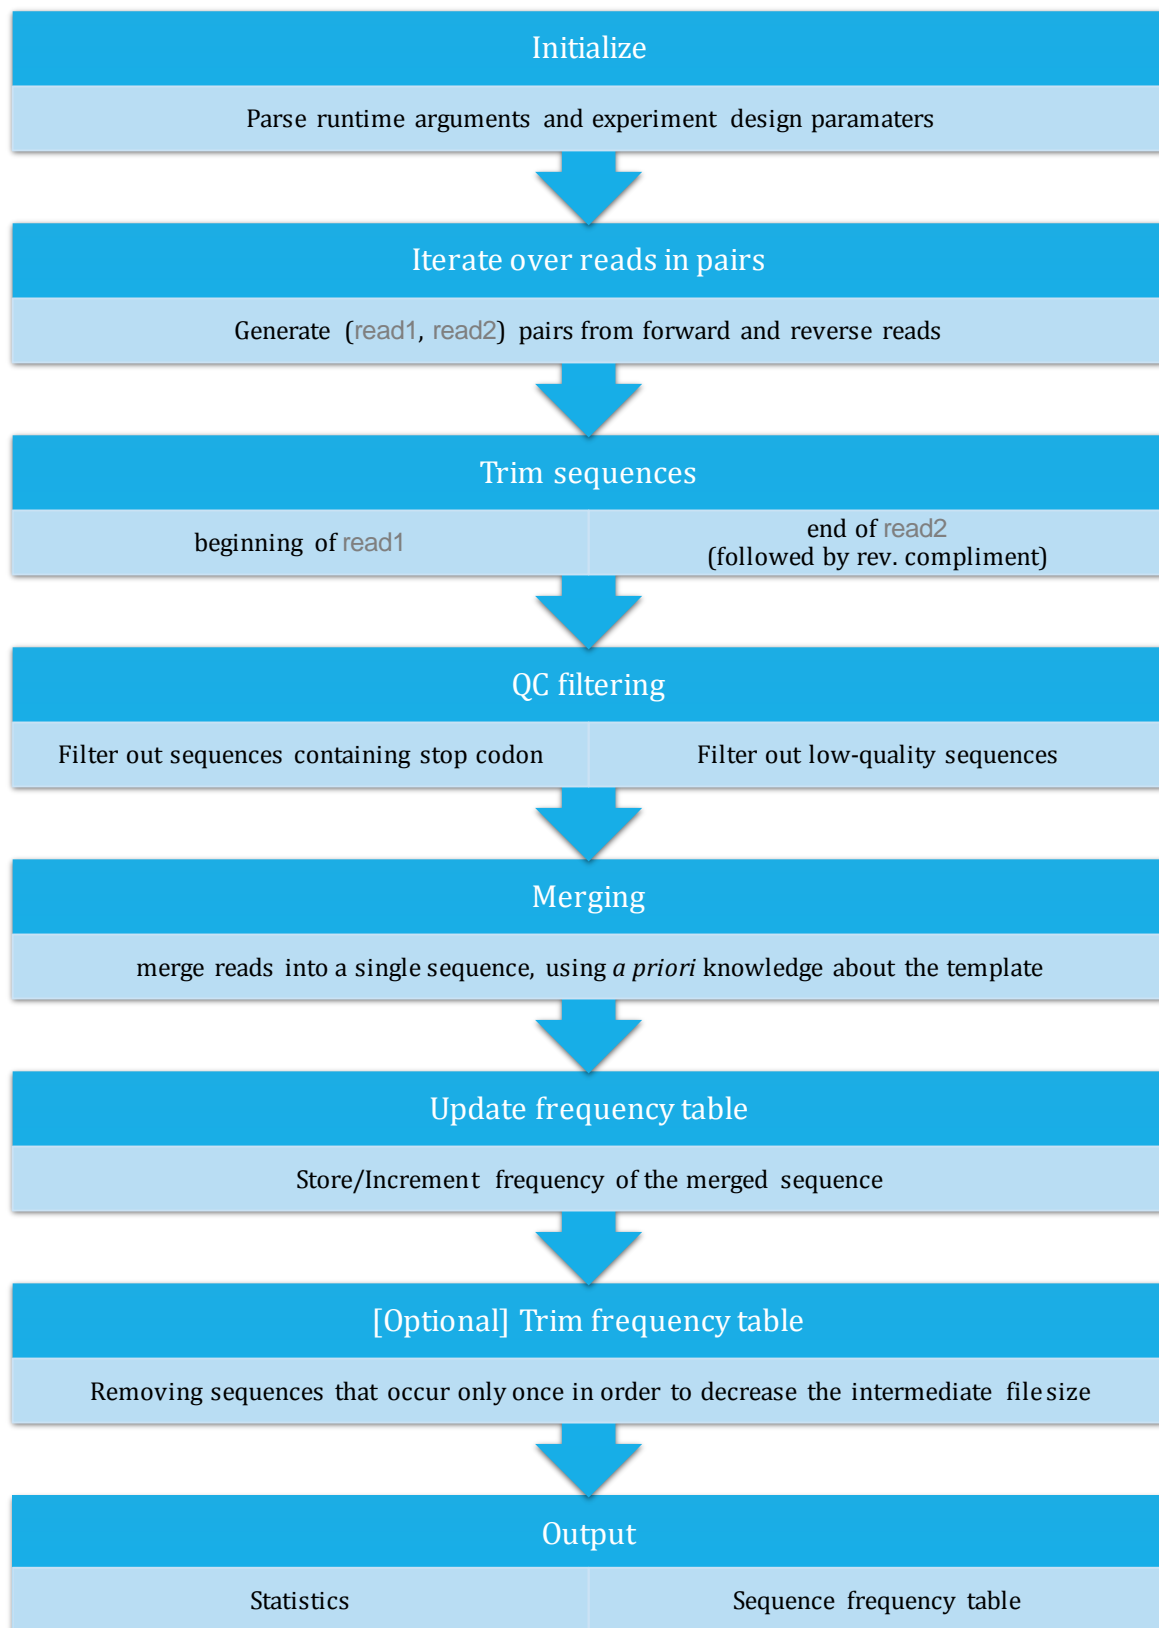 Initialize
Parse runtime arguments and experiment design paramaters
Iterate over reads in pairs
Generate (read1, read2) pairs from forward and reverse reads
Trim sequences
beginning of read1
end of read2
(followed by rev. compliment)
QC filtering
Filter out sequences containing stop codon
Filter out low-quality sequences
Merging
merge reads into a single sequence, using a priori knowledge about the template
Update frequency table
Store/Increment frequency of the merged sequence
[Optional] Trim frequency table
Removing sequences that occur only once in order to decrease the intermediate file size
Output
Statistics
Sequence frequency table